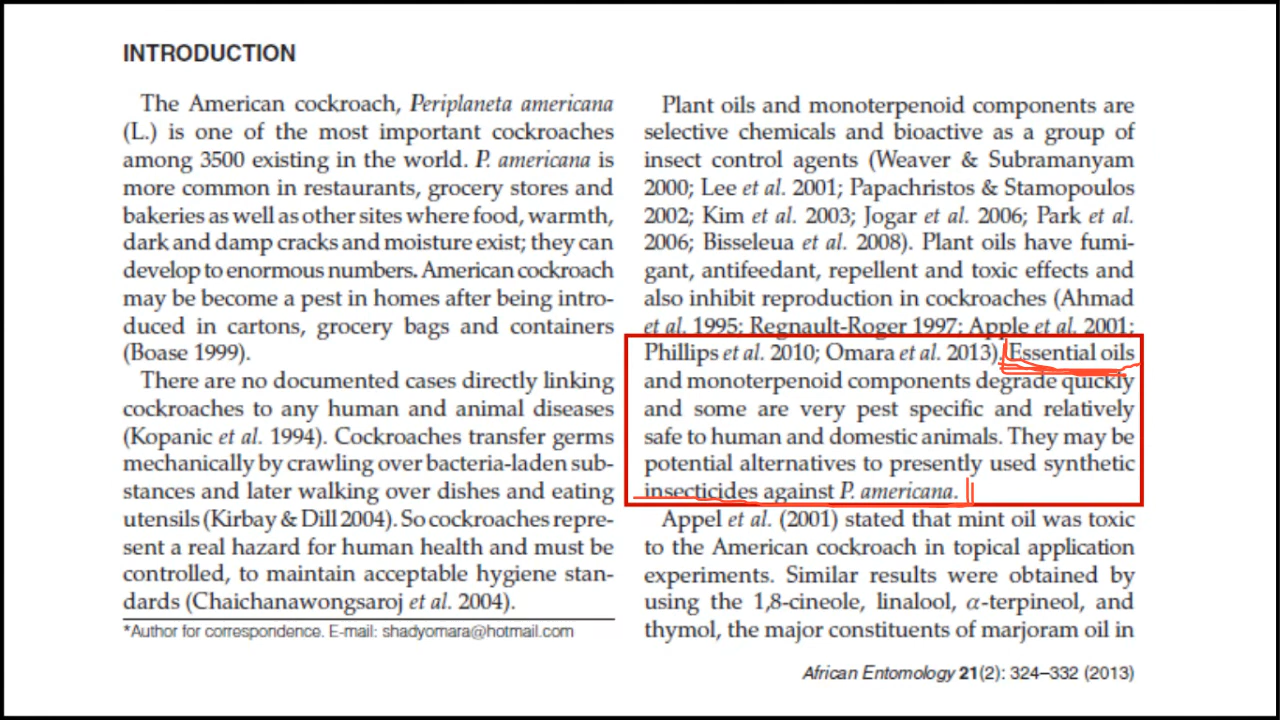 INTRODUCTION
The American cockroach, Periplaneta americana
(L.) is one of the most important cockroaches
among 3500 existing in the world. P. americana is
more common in restaurants, grocery stores and
bakeries as well as other sites where food, warmth,
dark and damp cracks and moisture exist; they can
develop to enormous numbers. American cockroach
may be become a pest in homes after being intro-
duced in cartons, grocery bags and containers
(Boase 1999).
There are no documented cases directly linking
cockroaches to any human and animal diseases
(Kopanic et al. 1994). Cockroaches transfer germs
mechanically by crawling over bacteria-laden sub-
stances and later walking over dishes and eating
utensils (Kirbay & Dill 2004). So cockroaches repre-
sent a real hazard for human health and must be
controlled, to maintain acceptable hygiene stan-
dards (Chaichanawongsaroj et al. 2004).
*Author for correspondence. E-mail: shadyomara@hotmail.com
Plant oils and monoterpenoid components are
selective chemicals and bioactive as a group of
insect control agents (Weaver & Subramanyam
2000; Lee et al. 2001; Papachristos & Stamopoulos
2002; Kim et al. 2003; Jogar et al. 2006; Park et al.
2006; Bisseleua et al. 2008). Plant oils have fumi-
gant, antifeedant, repellent and toxic effects and
also inhibit reproduction in cockroaches (Ahmad
et al. 1995; Regnault-Roger 1997; Apple et al. 2001;
Phillips et al. 2010; Omara et al. 2013). Essential oils
and monoterpenoid components degrade quickly
and some are very pest specific and relatively
safe to human and domestic animals. They may be
potential alternatives to presently used synthetic
insecticides against P. americana.
Appel et al. (2001) stated that mint oil was toxic
to the American cockroach in topical application
experiments. Similar results were obtained by
using the 1,8-cineole, linalool, α-terpineol, and
thymol, the major constituents of marjoram oil in
African Entomology 21(2): 324–332 (2013)